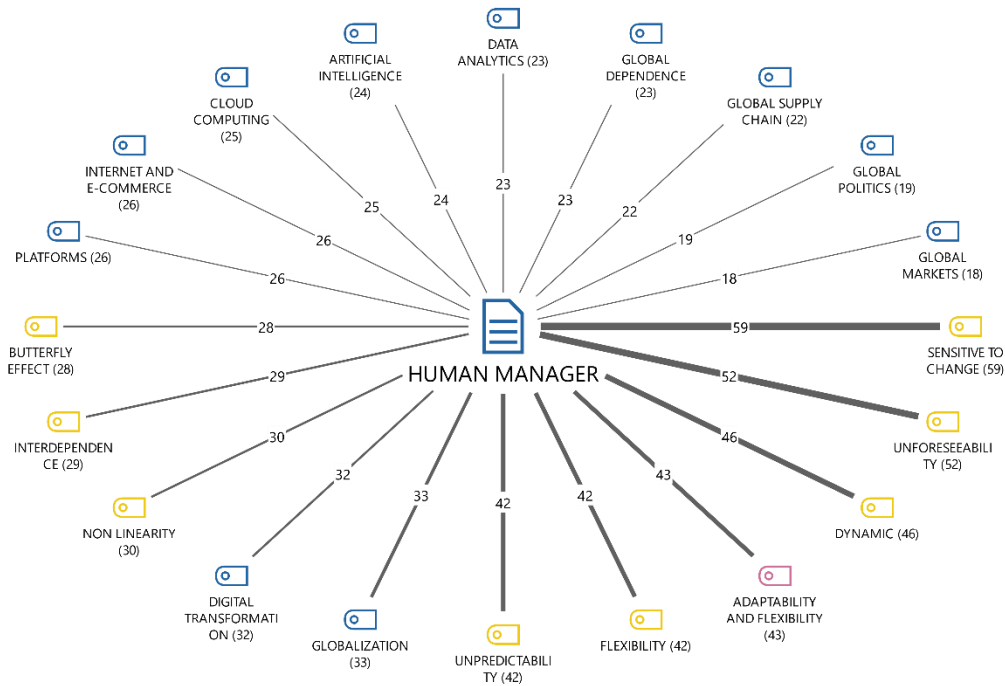 ARTIFICIAL
INTELLIGENCE
(24)
DATA
ANALYTICS (23)
GLOBAL
DEPENDENCE
(23)
CLOUD
COMPUTING
(25)
GLOBAL SUPPLY
CHAIN (22)
INTERNET AND
E-COMMERCE
(26)
GLOBAL
POLITICS (19)
PLATFORMS (26)
GLOBAL
MARKETS (18)
23
24
23
25
22
26
19
26
18
28
59
BUTTERFLY
EFFECT (28)
SENSITIVE TO
CHANGE (59)
HUMAN MANAGER
29
52
INTERDEPENDEN
CE (29)
UNFORESEEABILI
TY (52)
30
46
32
43
33
42
42
NON LINEARITY
(30)
DYNAMIC (46)
DIGITAL
TRANSFORMATI
ON (32)
ADAPTABILITY
AND FLEXIBILITY
(43)
GLOBALIZATION
(33)
UNPREDICTABILI
TY (42)
FLEXIBILITY (42)